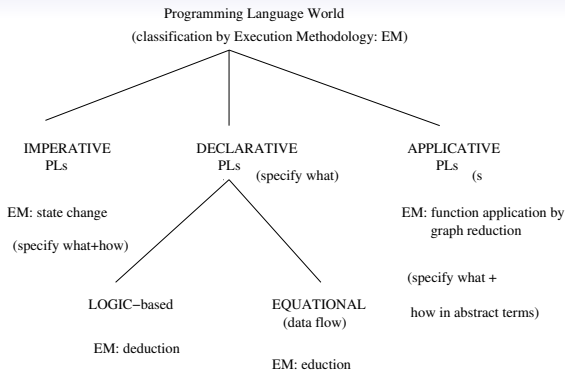 Programming Language World
(classification by Execution Methodology: EM)
IMPERATIVE
PLs
EM: state change
(specify what+how)
DECLARATIVE
PLs
(specify what)
LOGIC−based
EM: deduction
EQUATIONAL
(data flow)
EM: eduction
APPLICATIVE
PLs
(s
EM: function application by
graph reduction
(specify what +
how in abstract terms)